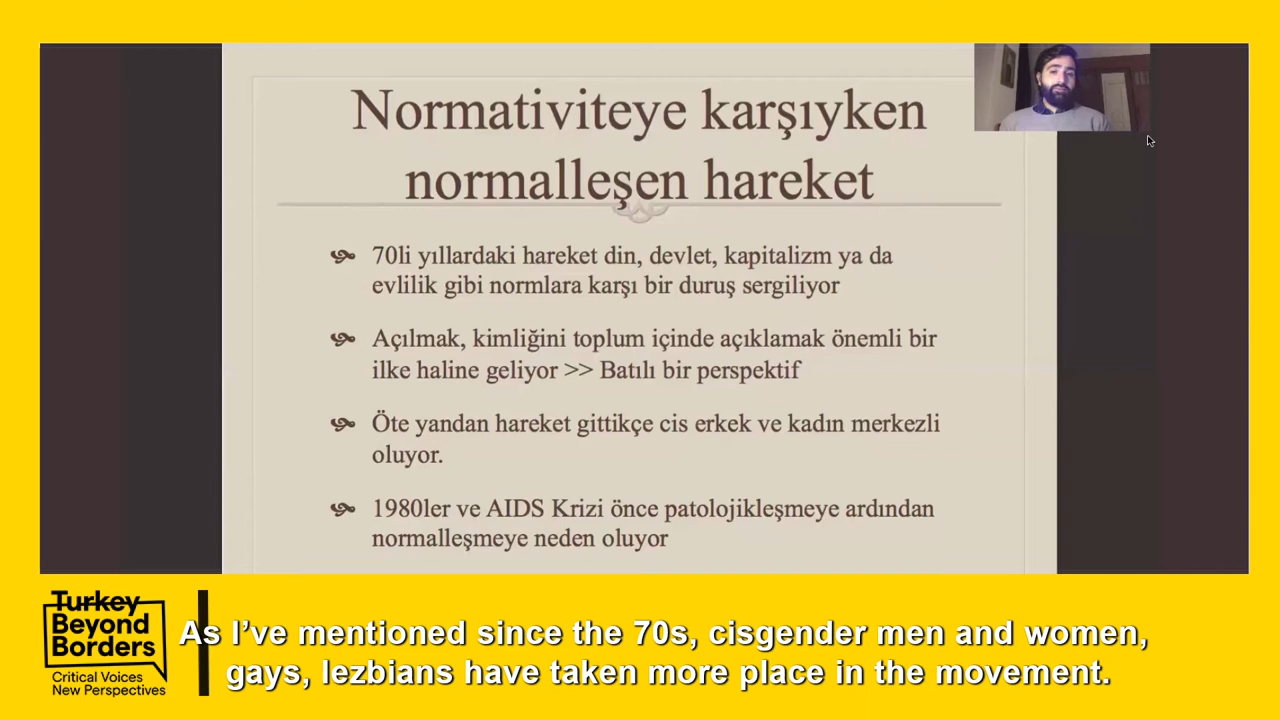 Normativiteye karşıyken
normalleşen hareket
70li yıllardaki hareket din, devlet, kapitalizm ya da
evlilik gibi normlara karşı bir duruş sergiliyor
Açılmak, kimliğini toplum içinde açıklamak önemli bir
ilke haline geliyor >> Batılı bir perspektif
Öte yandan hareket gittikçe cis erkek ve kadın merkezli
oluyor.
1980ler ve AIDS Krizi önce patolojikleşmeye ardından
normalleşmeye neden oluyor
Turkey
Beyond
Borders
Critical Voices
New Perspectives
As I’ve mentioned since the 70s, cisgender men and women,
gays, lezbians have taken more place in the movement.